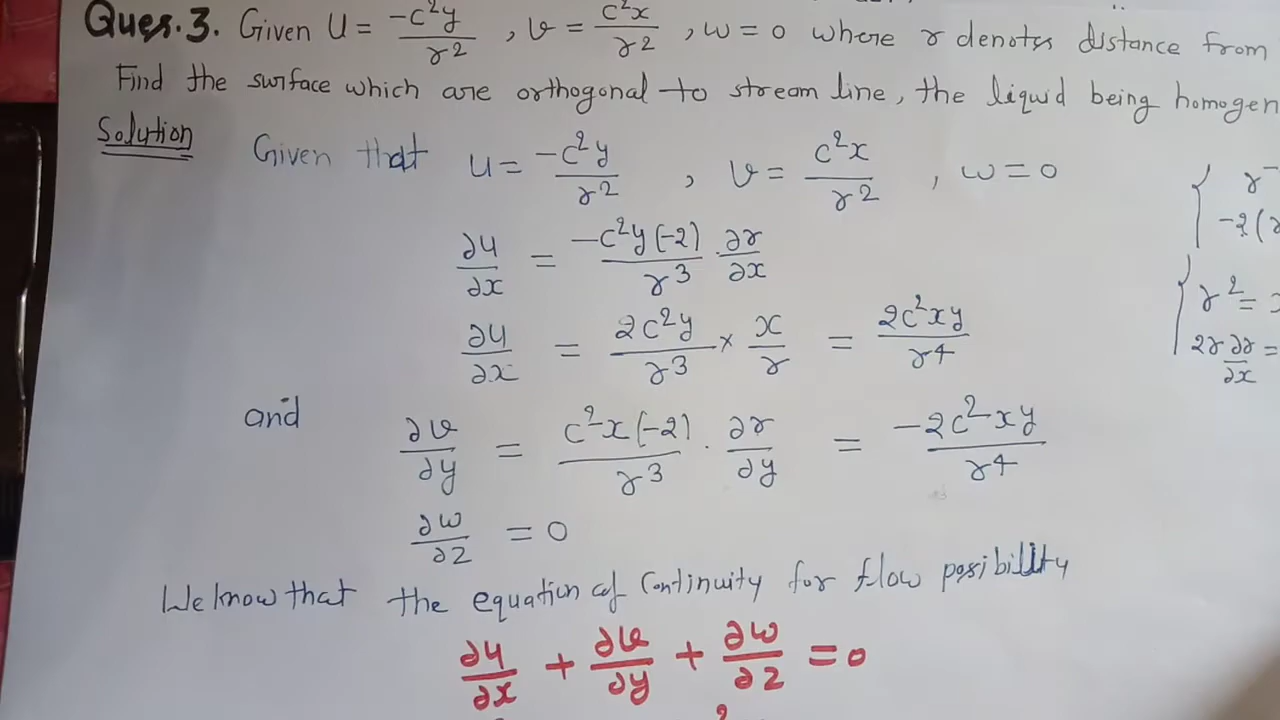 Ques.3. Given U = -c²y/r² , v = c²x/r² , w = 0 where r denotes distance from
Find the surface which are orthogonal to stream line, the liquid being homogen
Solution Given that u = -c²y/r² , v = c²x/r² , w = 0
r
-2(
∂u/∂x = -c²y(-2)/r³ · ∂r/∂x
r² =
∂u/∂x = 2c²y/r³ × x/r = 2c²xy/r⁴
2r ∂r/∂x =
and ∂v/∂y = c²x(-2)/r³ · ∂r/∂y = -2c²xy/r⁴
∂w/∂z = 0
We know that the equation of Continuity for flow posibility
∂u/∂x + ∂v/∂y + ∂w/∂z = 0